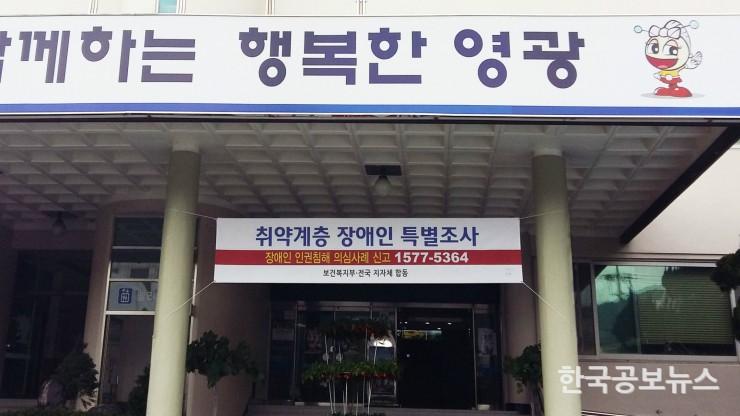 함께하는 행복한 영광
취약계층 장애인 특별조사
장애인 인권침해 의심사례 신고 1577-5364
보건복지부·전국 지자체 합동
한국공보뉴스